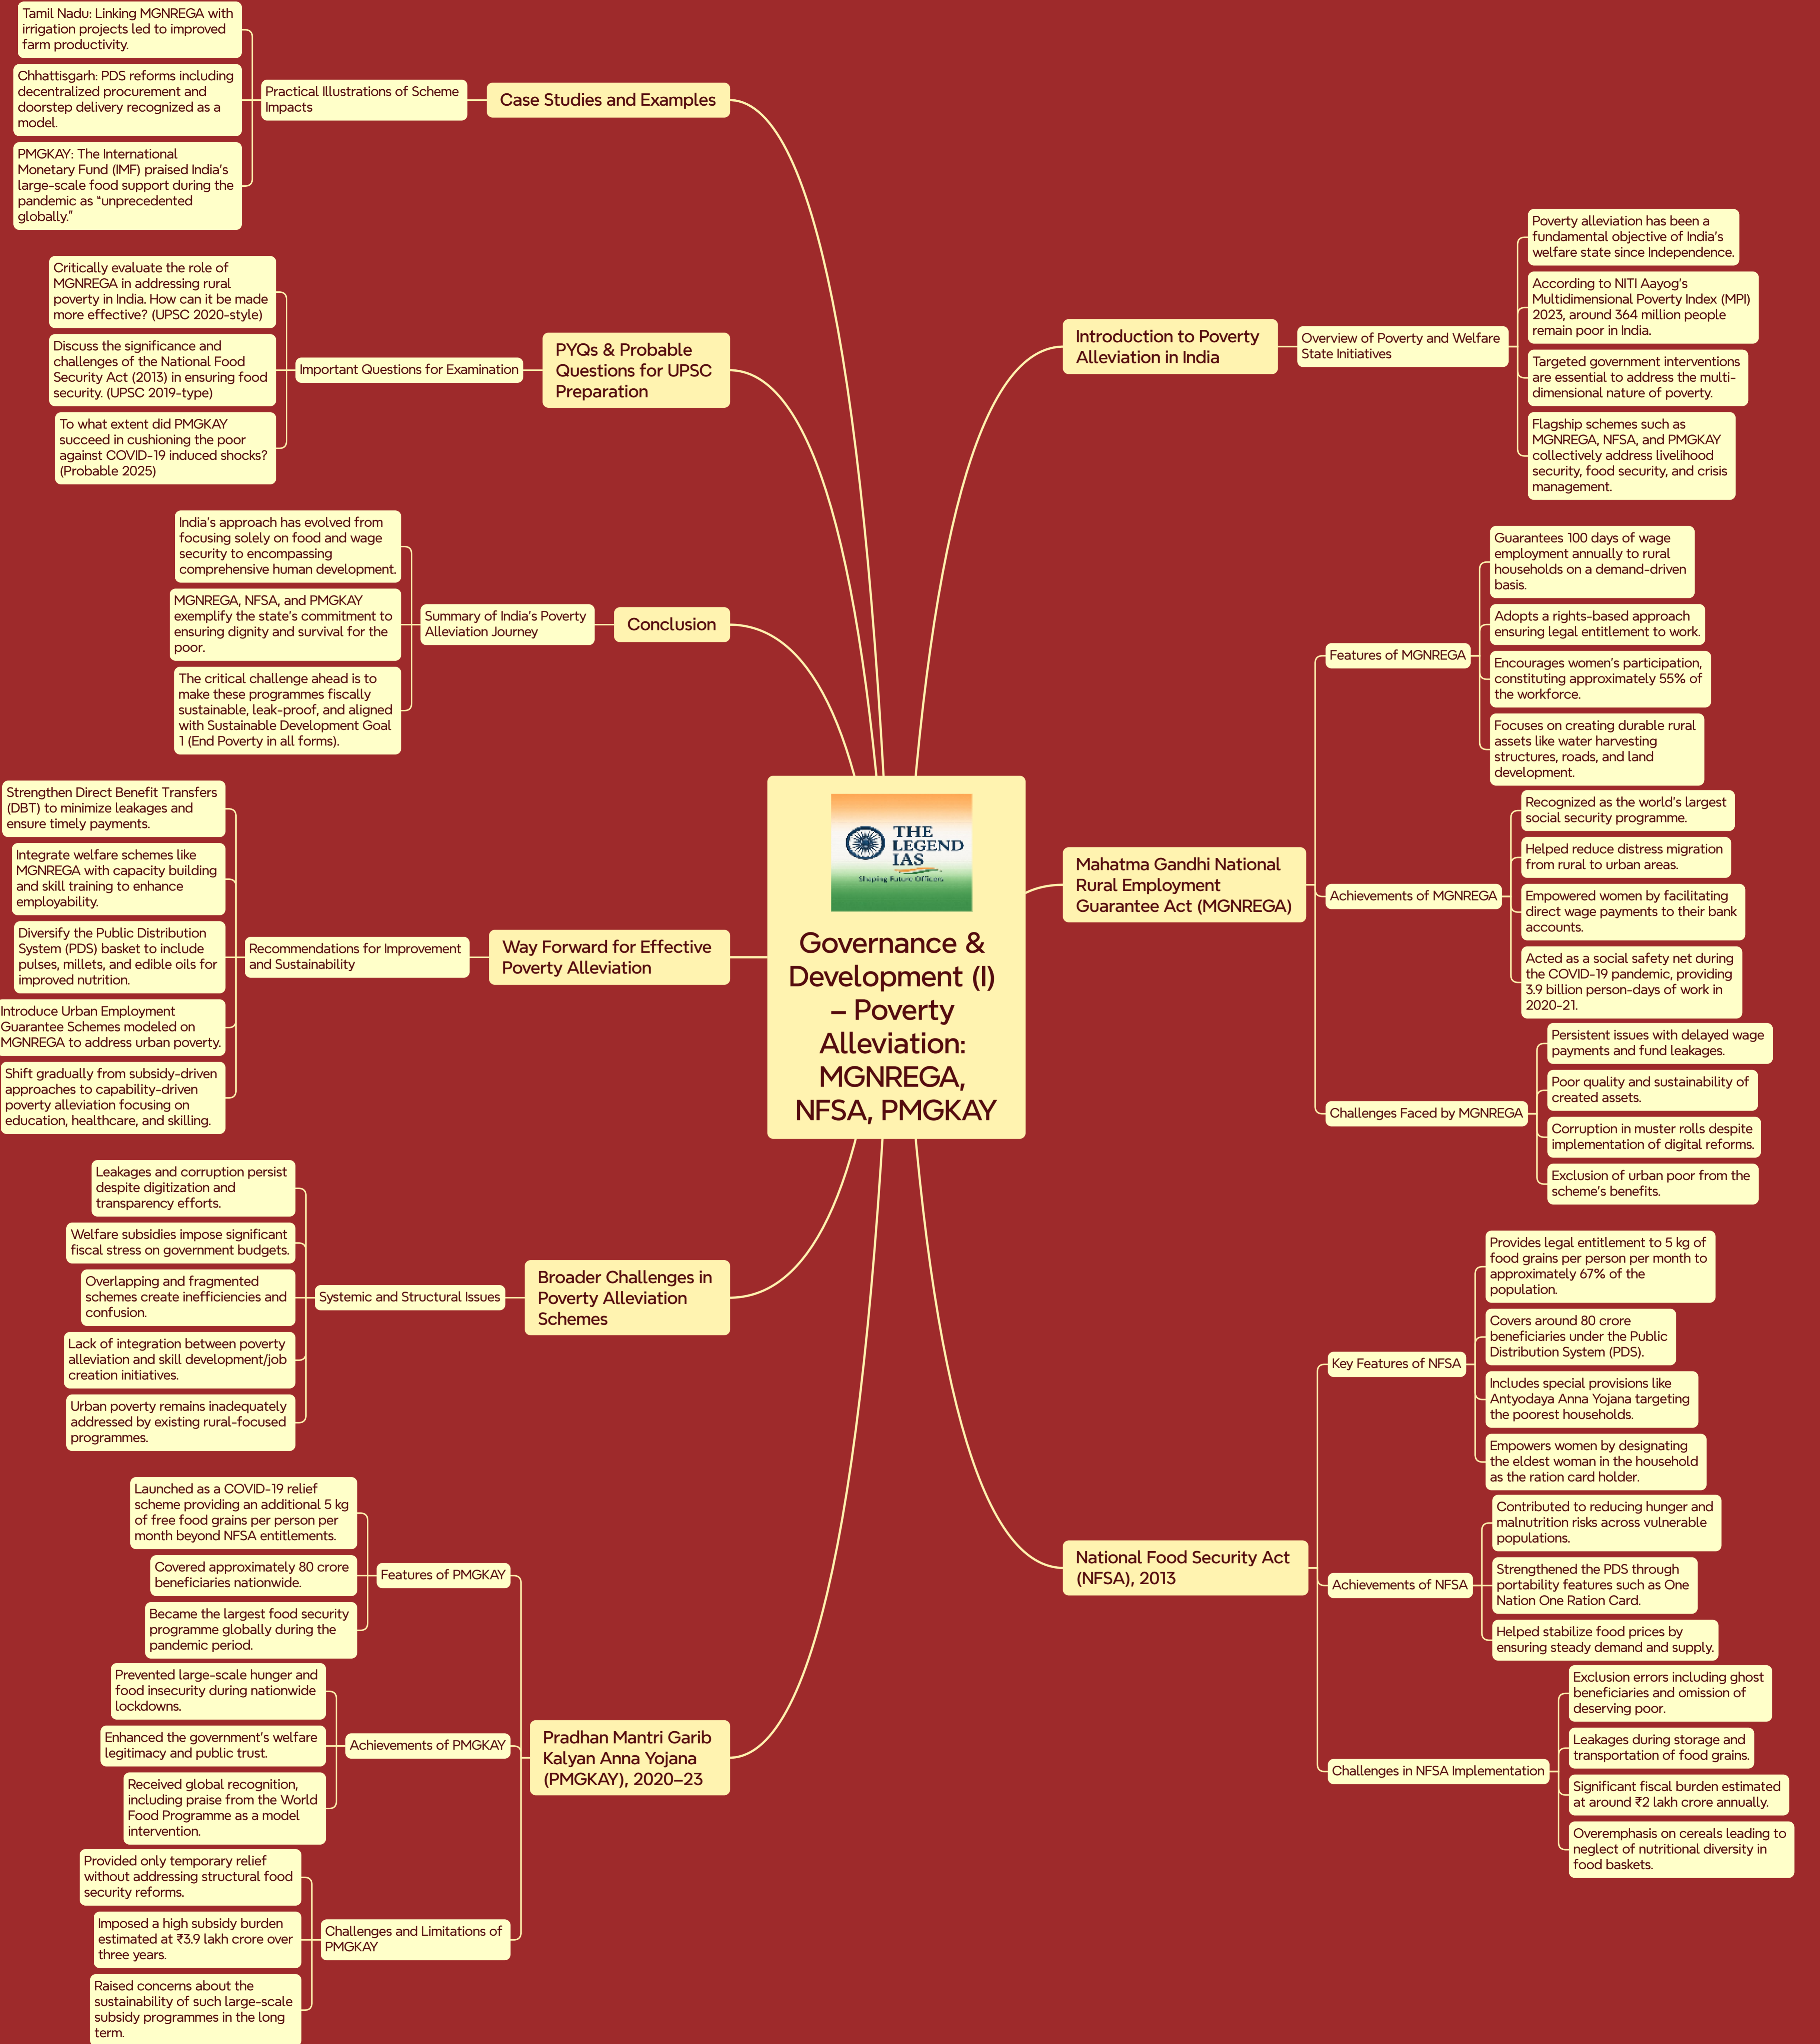 THE
LEGEND
IAS
Shaping Future Officers
Governance &
Development (I)
– Poverty
Alleviation:
MGNREGA,
NFSA, PMGKAY
Introduction to Poverty
Alleviation in India
Overview of Poverty and Welfare
State Initiatives
Poverty alleviation has been a
fundamental objective of India's
welfare state since Independence.
According to NITI Aayog's
Multidimensional Poverty Index (MPI)
2023, around 364 million people
remain poor in India.
Targeted government interventions
are essential to address the multi-
dimensional nature of poverty.
Flagship schemes such as
MGNREGA, NFSA, and PMGKAY
collectively address livelihood
security, food security, and crisis
management.
Mahatma Gandhi National
Rural Employment
Guarantee Act (MGNREGA)
Features of MGNREGA
Guarantees 100 days of wage
employment annually to rural
households on a demand-driven
basis.
Adopts a rights-based approach
ensuring legal entitlement to work.
Encourages women's participation,
constituting approximately 55% of
the workforce.
Focuses on creating durable rural
assets like water harvesting
structures, roads, and land
development.
Achievements of MGNREGA
Recognized as the world's largest
social security programme.
Helped reduce distress migration
from rural to urban areas.
Empowered women by facilitating
direct wage payments to their bank
accounts.
Acted as a social safety net during
the COVID-19 pandemic, providing
3.9 billion person-days of work in
2020-21.
Challenges Faced by MGNREGA
Persistent issues with delayed wage
payments and fund leakages.
Poor quality and sustainability of
created assets.
Corruption in muster rolls despite
implementation of digital reforms.
Exclusion of urban poor from the
scheme's benefits.
National Food Security Act
(NFSA), 2013
Key Features of NFSA
Provides legal entitlement to 5 kg of
food grains per person per month to
approximately 67% of the
population.
Covers around 80 crore
beneficiaries under the Public
Distribution System (PDS).
Includes special provisions like
Antyodaya Anna Yojana targeting
the poorest households.
Empowers women by designating
the eldest woman in the household
as the ration card holder.
Achievements of NFSA
Contributed to reducing hunger and
malnutrition risks across vulnerable
populations.
Strengthened the PDS through
portability features such as One
Nation One Ration Card.
Helped stabilize food prices by
ensuring steady demand and supply.
Challenges in NFSA Implementation
Exclusion errors including ghost
beneficiaries and omission of
deserving poor.
Leakages during storage and
transportation of food grains.
Significant fiscal burden estimated
at around ₹2 lakh crore annually.
Overemphasis on cereals leading to
neglect of nutritional diversity in
food baskets.
Pradhan Mantri Garib
Kalyan Anna Yojana
(PMGKAY), 2020–23
Features of PMGKAY
Launched as a COVID-19 relief
scheme providing an additional 5 kg
of free food grains per person per
month beyond NFSA entitlements.
Covered approximately 80 crore
beneficiaries nationwide.
Became the largest food security
programme globally during the
pandemic period.
Achievements of PMGKAY
Prevented large-scale hunger and
food insecurity during nationwide
lockdowns.
Enhanced the government's welfare
legitimacy and public trust.
Received global recognition,
including praise from the World
Food Programme as a model
intervention.
Challenges and Limitations of
PMGKAY
Provided only temporary relief
without addressing structural food
security reforms.
Imposed a high subsidy burden
estimated at ₹3.9 lakh crore over
three years.
Raised concerns about the
sustainability of such large-scale
subsidy programmes in the long
term.
Broader Challenges in
Poverty Alleviation
Schemes
Systemic and Structural Issues
Leakages and corruption persist
despite digitization and
transparency efforts.
Welfare subsidies impose significant
fiscal stress on government budgets.
Overlapping and fragmented
schemes create inefficiencies and
confusion.
Lack of integration between poverty
alleviation and skill development/job
creation initiatives.
Urban poverty remains inadequately
addressed by existing rural-focused
programmes.
Way Forward for Effective
Poverty Alleviation
Recommendations for Improvement
and Sustainability
Strengthen Direct Benefit Transfers
(DBT) to minimize leakages and
ensure timely payments.
Integrate welfare schemes like
MGNREGA with capacity building
and skill training to enhance
employability.
Diversify the Public Distribution
System (PDS) basket to include
pulses, millets, and edible oils for
improved nutrition.
Introduce Urban Employment
Guarantee Schemes modeled on
MGNREGA to address urban poverty.
Shift gradually from subsidy-driven
approaches to capability-driven
poverty alleviation focusing on
education, healthcare, and skilling.
Conclusion
Summary of India's Poverty
Alleviation Journey
India's approach has evolved from
focusing solely on food and wage
security to encompassing
comprehensive human development.
MGNREGA, NFSA, and PMGKAY
exemplify the state's commitment to
ensuring dignity and survival for the
poor.
The critical challenge ahead is to
make these programmes fiscally
sustainable, leak-proof, and aligned
with Sustainable Development Goal
1 (End Poverty in all forms).
PYQs & Probable
Questions for UPSC
Preparation
Important Questions for Examination
Critically evaluate the role of
MGNREGA in addressing rural
poverty in India. How can it be made
more effective? (UPSC 2020-style)
Discuss the significance and
challenges of the National Food
Security Act (2013) in ensuring food
security. (UPSC 2019-type)
To what extent did PMGKAY
succeed in cushioning the poor
against COVID-19 induced shocks?
(Probable 2025)
Case Studies and Examples
Practical Illustrations of Scheme
Impacts
Tamil Nadu: Linking MGNREGA with
irrigation projects led to improved
farm productivity.
Chhattisgarh: PDS reforms including
decentralized procurement and
doorstep delivery recognized as a
model.
PMGKAY: The International
Monetary Fund (IMF) praised India's
large-scale food support during the
pandemic as "unprecedented
globally."